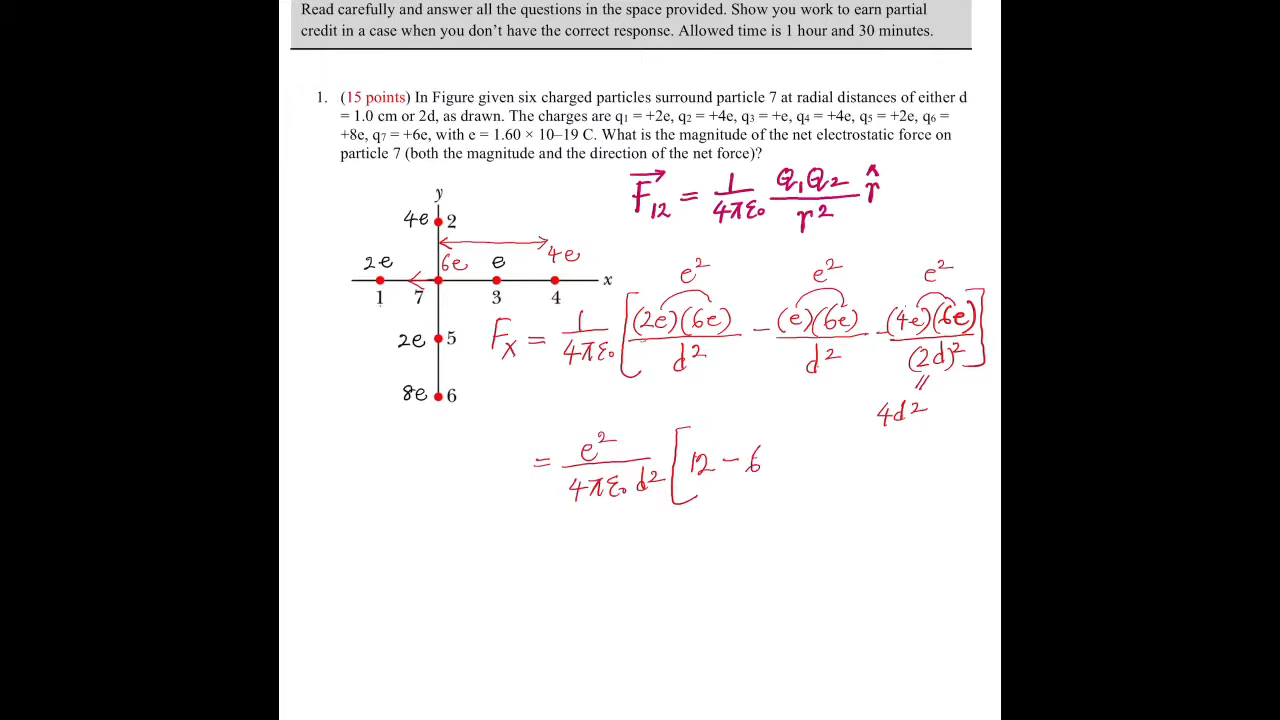 Read carefully and answer all the questions in the space provided. Show you work to earn partial
credit in a case when you don't have the correct response. Allowed time is 1 hour and 30 minutes.
1. (15 points) In Figure given six charged particles surround particle 7 at radial distances of either d
= 1.0 cm or 2d, as drawn. The charges are q₁ = +2e, q₂ = +4e, q₃ = +e, q₄ = +4e, q₅ = +2e, q₆ =
+8e, q₇ = +6e, with e = 1.60 × 10–19 C. What is the magnitude of the net electrostatic force on
particle 7 (both the magnitude and the direction of the net force)?
F⃗₁₂ = 1/4πε₀ Q₁Q₂/r² r̂
y
4e 2
2e 6e e 4e
x
1 7 3 4
2e 5
8e 6
e² e² e²
Fₓ = 1/4πε₀ [(2e)(6e)/d² − (e)(6e)/d² − (4e)(6e)/(2d)²]
=
4d²
= e²/4πε₀d² [12 − 6